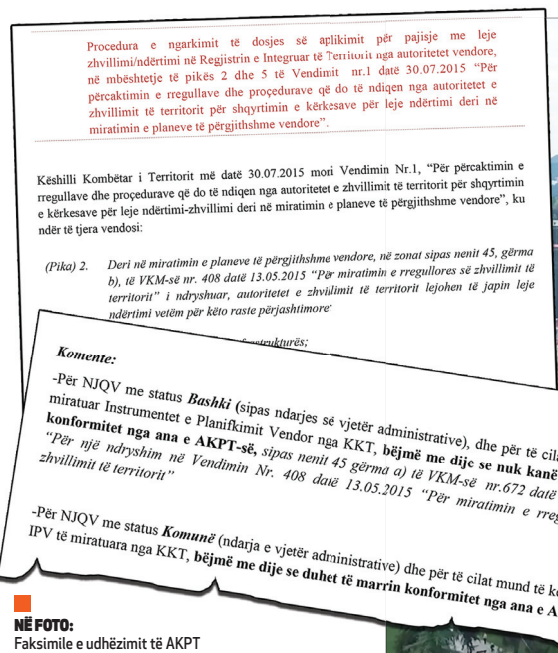 Procedura e ngarkimit të dosjes së aplikimit për pajisje me leje
zhvillimi/ndërtimi në Regjistrin e Integruar të Territorit nga autoritetet vendore,
në mbështetje të pikës 2 dhe 5 të Vendimit nr.1 datë 30.07.2015 “Për
përcaktimin e rregullave dhe procedurave që do të ndiqen nga autoritetet e
zhvillimit të territorit për shqyrtimin e kërkesave për leje ndërtimi deri në
miratimin e planeve të përgjithshme vendore”.
Këshilli Kombëtar i Territorit më datë 30.07.2015 mori Vendimin Nr.1, “Për përcaktimin e
rregullave dhe proçedurave që do të ndiqen nga autoritetet e zhvillimit të territorit për shqyrtimin
e kërkesave për leje ndërtimi-zhvillimi deri në miratimin e planeve të përgjithshme vendore”, ku
ndër të tjera vendosi:
(Pika) 2. Deri në miratimin e planeve të përgjithshme vendore, në zonat sipas nenit 45, gërma
b), të VKM-së nr. 408 datë 13.05.2015 “Për miratimin e rregullores së zhvillimit të
territorit” i ndryshuar, autoritetet e zhvillimit të territorit lejohen të japin leje
ndërtimi vetëm për këto raste përjashtimore
Komente:
-Për NJQV me status Bashki (sipas ndarjes së vjetër administrative), dhe për të cila
miratuar Instrumentet e Planifkimit Vendor nga KKT, bëjmë me dije se nuk kanë
konformitet nga ana e AKPT-së, sipas nenit 45 gërma a) të VKM-së nr.672 datë
“Për një ndryshim në Vendimin Nr. 408 datë 13.05.2015 “Për miratimin e rreg
zhvillimit të territorit”
-Për NJQV me status Komunë (ndarja e vjetër administrative) dhe për të cilat mund të k
IPV të miratuara nga KKT, bëjmë me dije se duhet të marrin konformitet nga ana e A
NË FOTO:
Faksimile e udhëzimit të AKPT